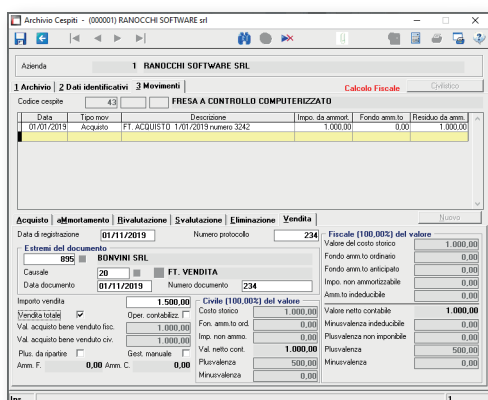 Archivio Cespiti - (000001) RANOCCHI SOFTWARE srl
Azienda 1 RANOCCHI SOFTWARE SRL
1 Archivio 2 Dati identificativi 3 Movimenti Calcolo Fiscale Civilistico
Codice cespite 43 FRESA A CONTROLLO COMPUTERIZZATO
Data Tipo mov Descrizione Impo. da ammort. Fondo amm.to Residuo da amm.
01/01/2019 Acquisto FT. ACQUISTO 1/01/2019 numero 3242 1.000,00 0,00 1.000,00
Acquisto aMmortamento Rivalutazione Svalutazione Eliminazione Vendita Nuovo
Data di registrazione 01/11/2019 Numero protocollo 234
Estremi del documento
895 BONVINI SRL
Causale 20 FT. VENDITA
Data documento 01/11/2019 Numero documento 234
Importo vendita 1.500,00
Vendita totale Oper. contabilizz.
Val. acquisto bene venduto fisc. 1.000,00
Val. acquisto bene venduto civ. 1.000,00
Plus. da ripartire Gest. manuale
Amm. F. 0,00 Amm. C. 0,00
Civile (100,00%) del valore
Costo storico 1.000,00
Fon. amm.to ord. 0,00
Imp. non ammo. 0,00
Val. netto cont. 1.000,00
Plusvalenza 500,00
Minusvalenza 0,00
Fiscale (100,00%) del valore
Valore del costo storico 1.000,00
Fondo amm.to ordinario 0,00
Fondo amm.to anticipato 0,00
Impo. non ammortizzabile 0,00
Amm.to indeducibile 0,00
Valore netto contabile 1.000,00
Minusvalenza indeducibile 0,00
Plusvalenza non imponibile 0,00
Plusvalenza 500,00
Minusvalenza 0,00
Ins 1